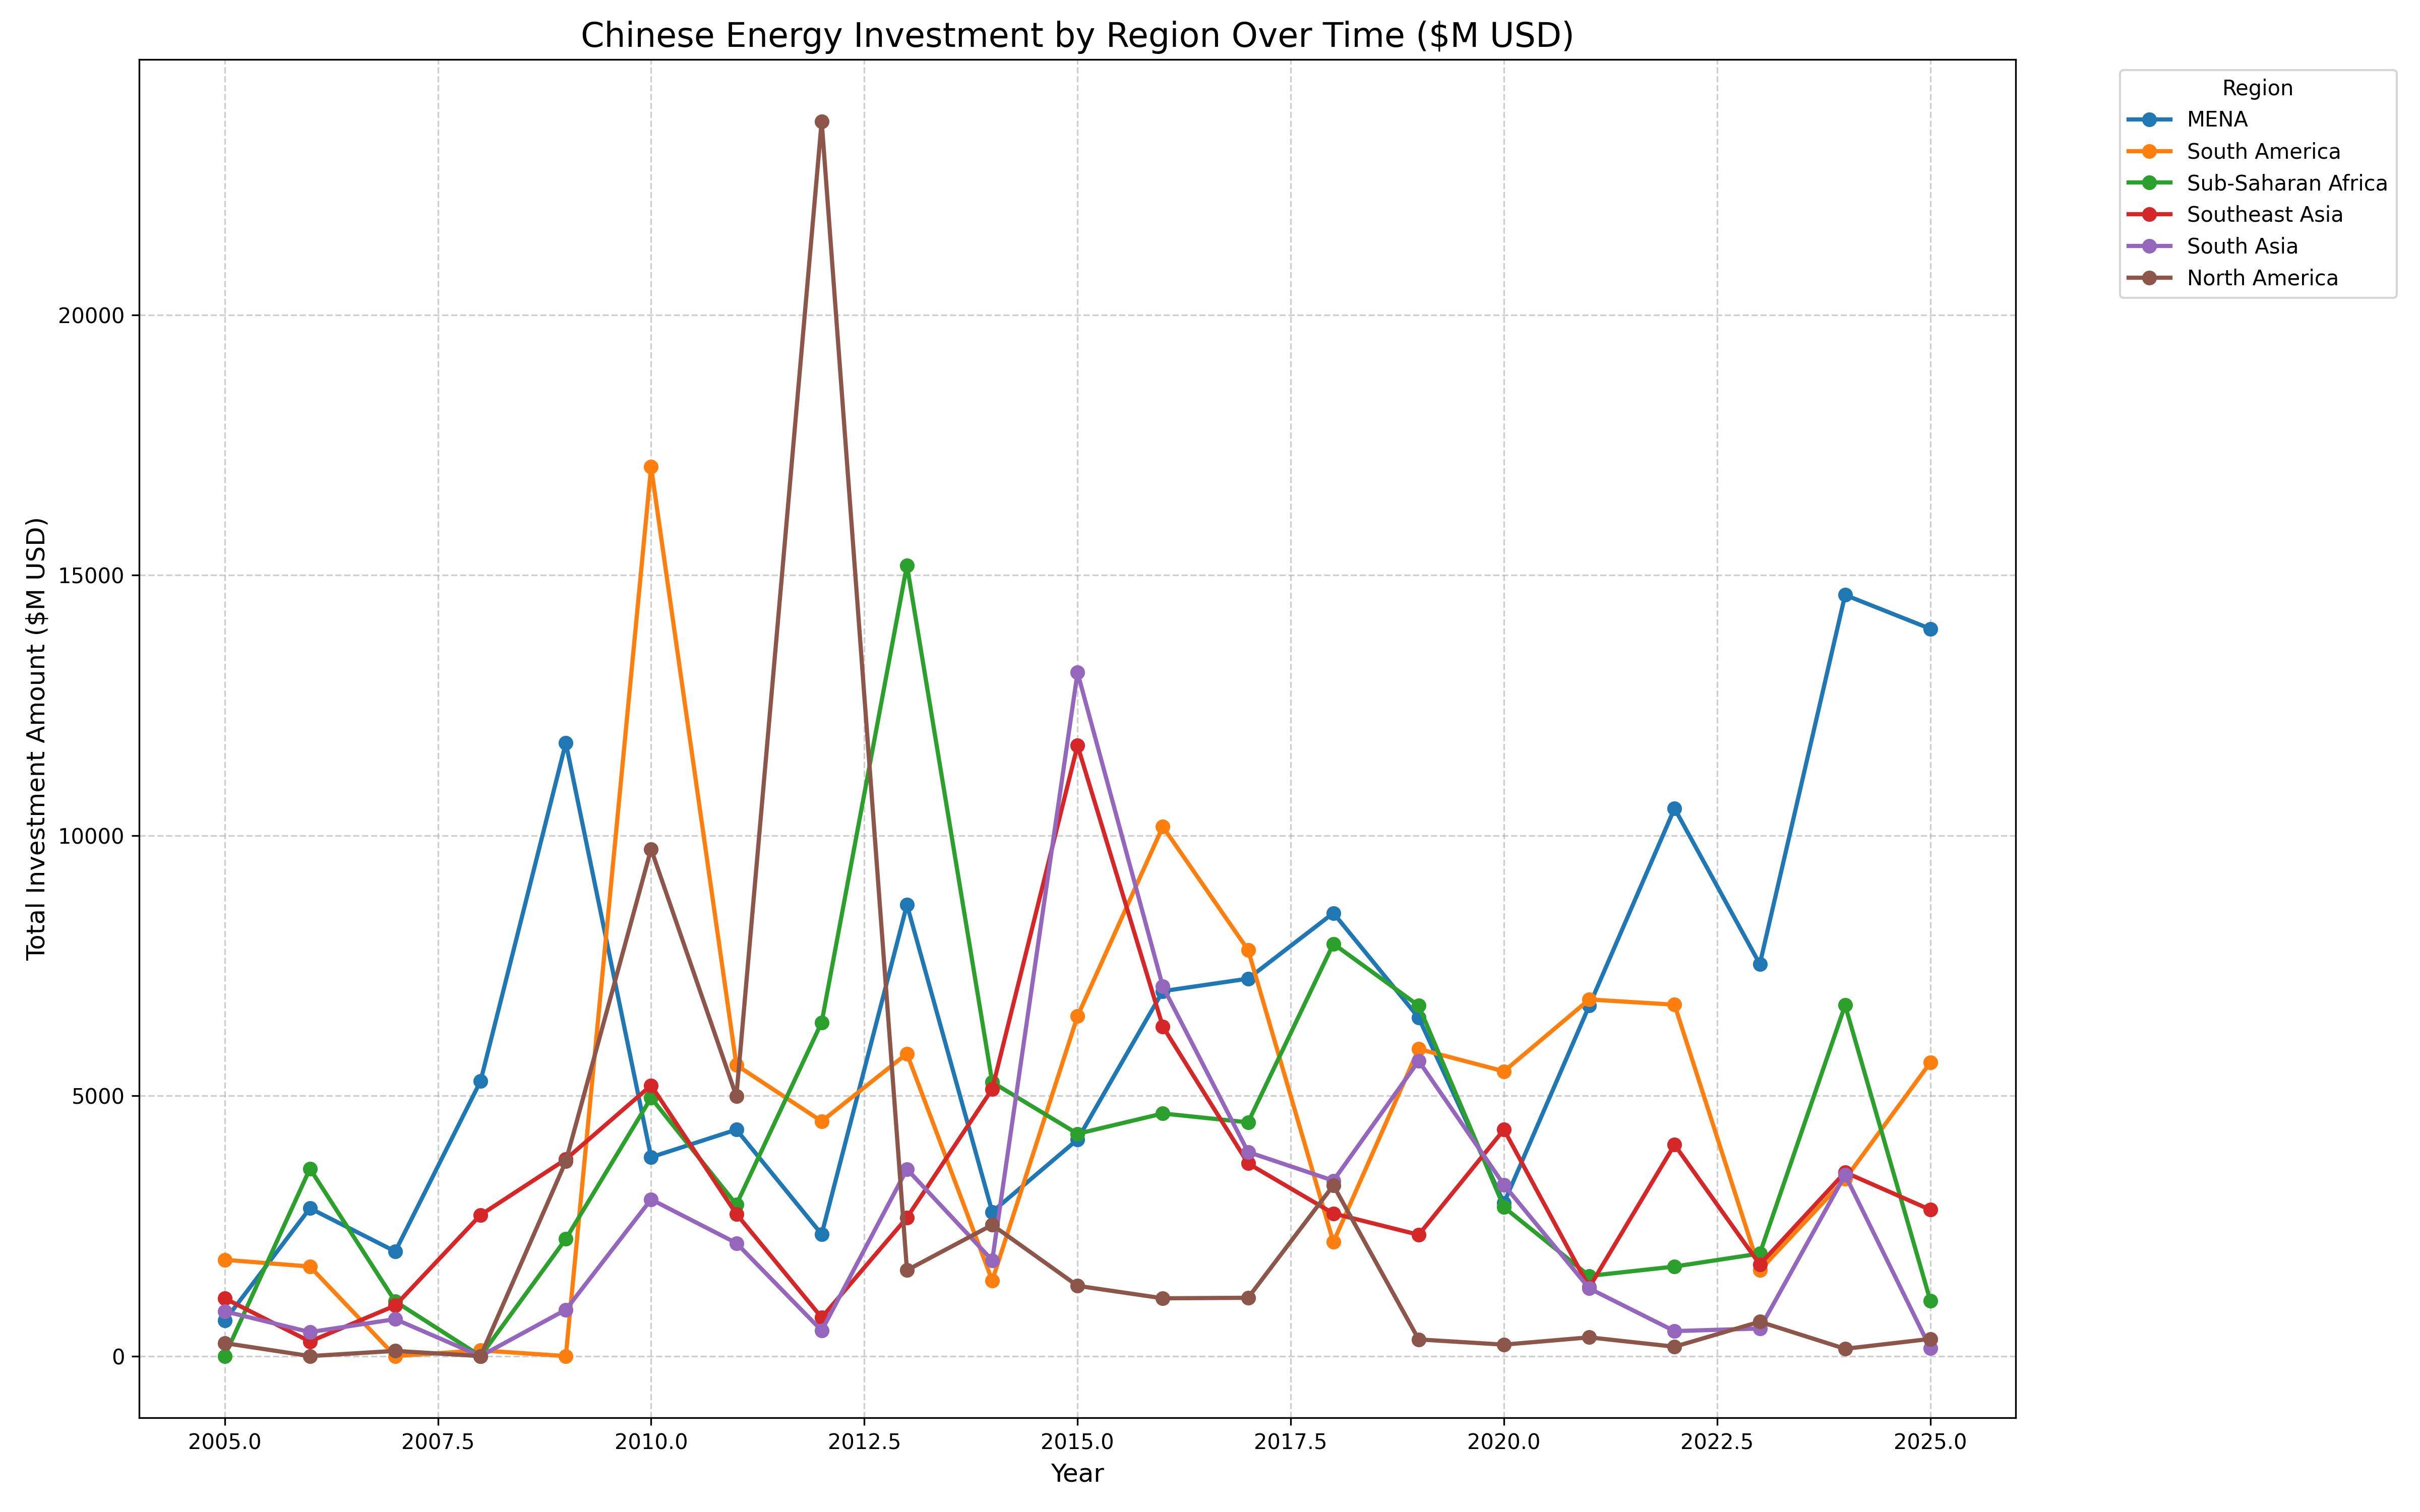 Chinese Energy Investment by Region Over Time ($M USD)
Region
MENA
South America
Sub-Saharan Africa
Southeast Asia
South Asia
North America
Total Investment Amount ($M USD)
20000
15000
10000
5000
0
2005.0 2007.5 2010.0 2012.5 2015.0 2017.5 2020.0 2022.5 2025.0
Year